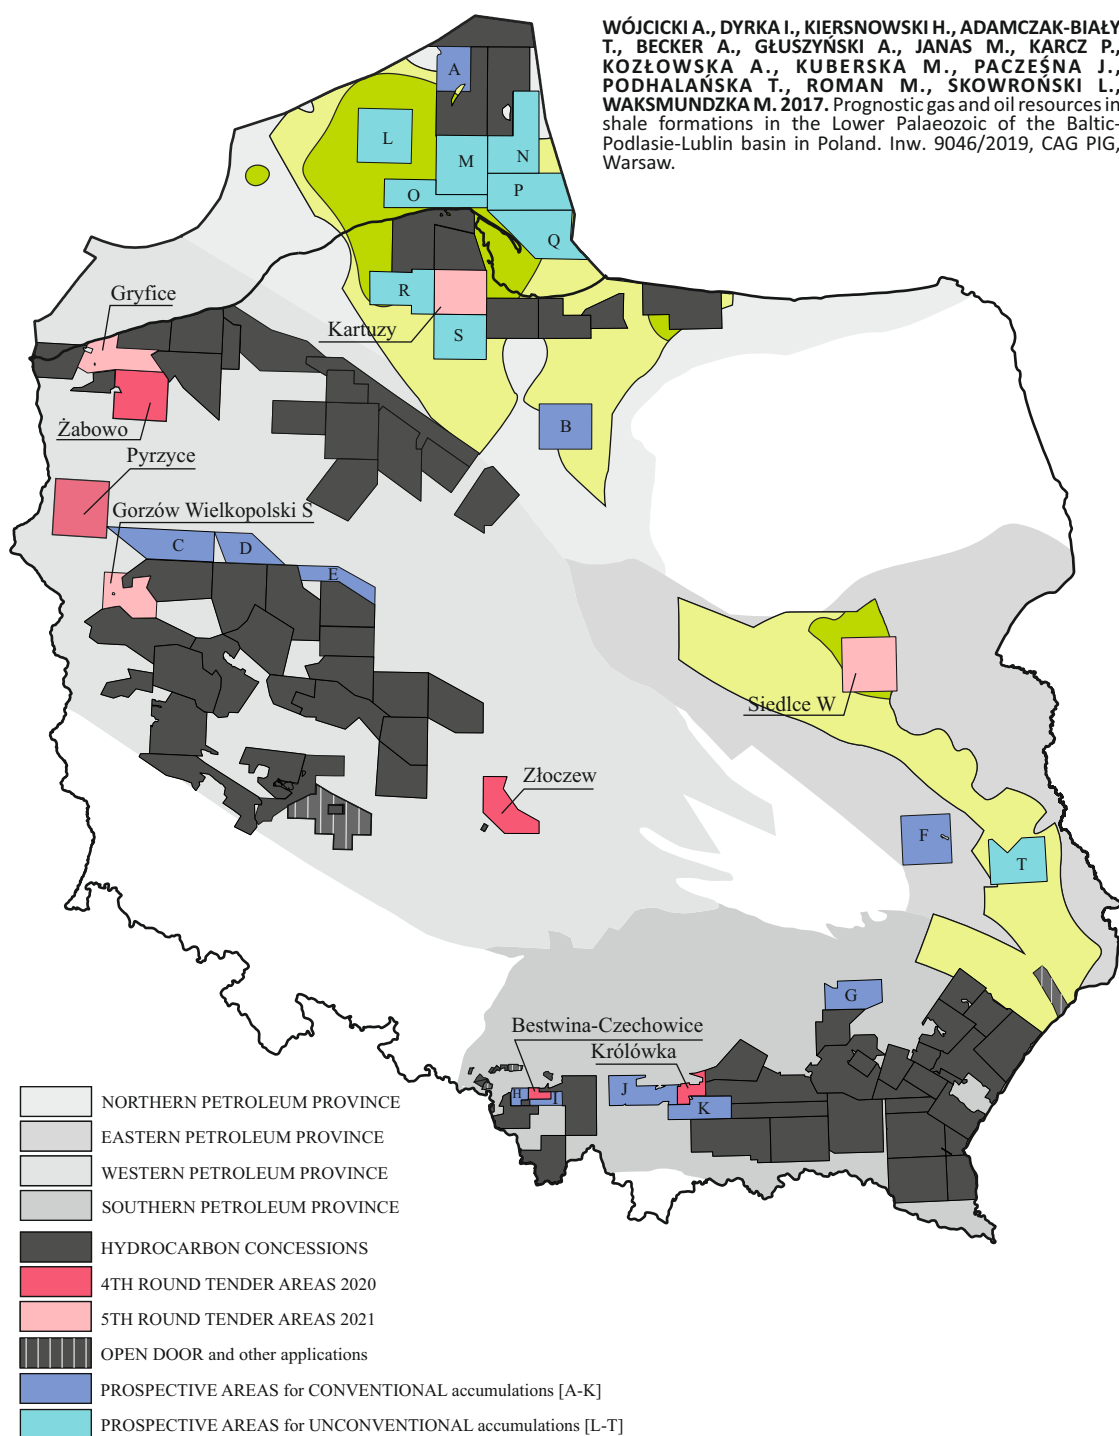 WÓJCICKI A., DYRKA I., KIERSNOWSKI H., ADAMCZAK-BIAŁY
T., BECKER A., GŁUSZYŃSKI A., JANAS M., KARCZ P.,
KOZŁOWSKA A., KUBERSKA M., PACZEŚNA J.,
PODHALAŃSKA T., ROMAN M., SKOWROŃSKI L.,
WAKSMUNDZKA M. 2017. Prognostic gas and oil resources in
shale formations in the Lower Palaeozoic of the Baltic-
Podlasie-Lublin basin in Poland. Inw. 9046/2019, CAG PIG,
Warsaw.
A
L
M
N
O
P
Q
R
S
Gryfice
Kartuzy
Żabowo
B
Pyrzyce
Gorzów Wielkopolski S
C
D
E
Siedlce W
Złoczew
F
T
G
Bestwina-Czechowice
Królówka
H
I
J
K
NORTHERN PETROLEUM PROVINCE
EASTERN PETROLEUM PROVINCE
WESTERN PETROLEUM PROVINCE
SOUTHERN PETROLEUM PROVINCE
HYDROCARBON CONCESSIONS
4TH ROUND TENDER AREAS 2020
5TH ROUND TENDER AREAS 2021
OPEN DOOR and other applications
PROSPECTIVE AREAS for CONVENTIONAL accumulations [A-K]
PROSPECTIVE AREAS for UNCONVENTIONAL accumulations [L-T]